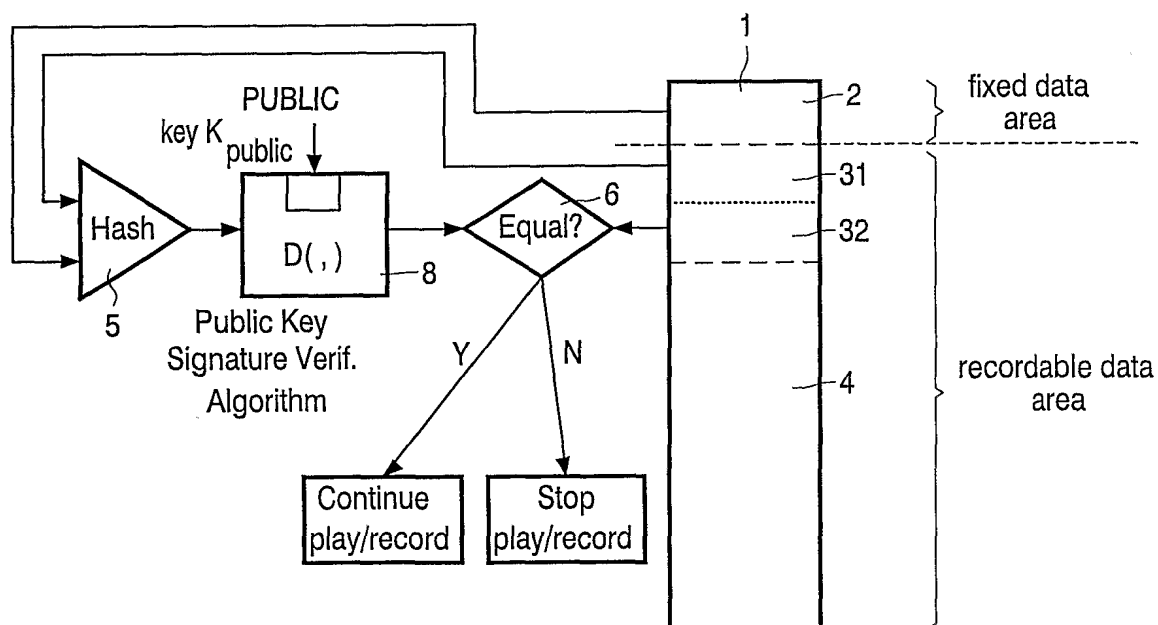 1
2
fixed data
area
PUBLIC
key K public
31
Hash
6
Equal?
32
D( , )
8
5
Public Key
Signature Verif.
Algorithm
Y
N
4
recordable data
area
Continue
play/record
Stop
play/record